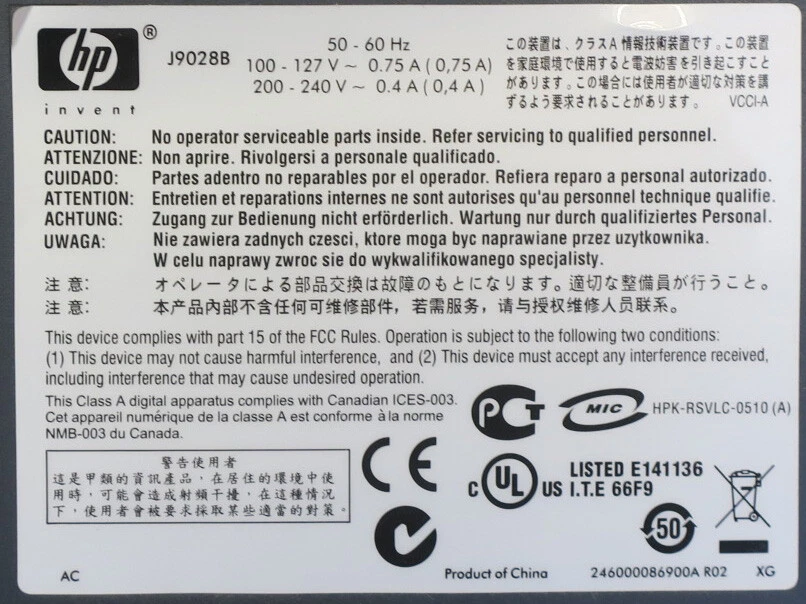 hp ®
invent
J9028B
50 - 60 Hz
100 - 127 V ~ 0.75 A ( 0,75 A)
200 - 240 V ~ 0.4 A ( 0,4 A )
この装置は、クラスA 情報技術装置です。この装置
を家庭環境で使用すると電波妨害を引き起こすこと
があります。この場合には使用者が適切な対策を講
ずるよう要求されることがあります。 VCCI-A
CAUTION: No operator serviceable parts inside. Refer servicing to qualified personnel.
ATTENZIONE: Non aprire. Rivolgersi a personale qualificado.
CUIDADO: Partes adentro no reparables por el operador. Refiera reparo a personal autorizado.
ATTENTION: Entretien et reparations internes ne sont autorises qu'au personnel technique qualifie.
ACHTUNG: Zugang zur Bedienung nicht erförderlich. Wartung nur durch qualifiziertes Personal.
UWAGA: Nie zawiera zadnych czesci, ktore moga byc naprawiane przez uzytkownika.
W celu naprawy zwroc sie do wykwalifikowanego specjalisty.
注 意: オペレータによる部品交換は故障のもとになります。適切な整備員が行うこと。
注 意: 本产品内部不含任何可维修部件，若需服务，请与授权维修人员联系。
This device complies with part 15 of the FCC Rules. Operation is subject to the following two conditions:
(1) This device may not cause harmful interference, and (2) This device must accept any interference received,
including interference that may cause undesired operation.
This Class A digital apparatus complies with Canadian ICES-003.
Cet appareil numérique de la classe A est conforme à la norme
NMB-003 du Canada.
PCT
MIC
HPK-RSVLC-0510 (A)
警告使用者
這是甲類的資訊產品，在居住的環境中使
用時，可能會造成射頻干擾，在這種情況
下，使用者會被要求採取某些適當的對策。
CE
C UL US
LISTED E141136
I.T.E 66F9
50
AC
Product of China
246000086900A R02
XG